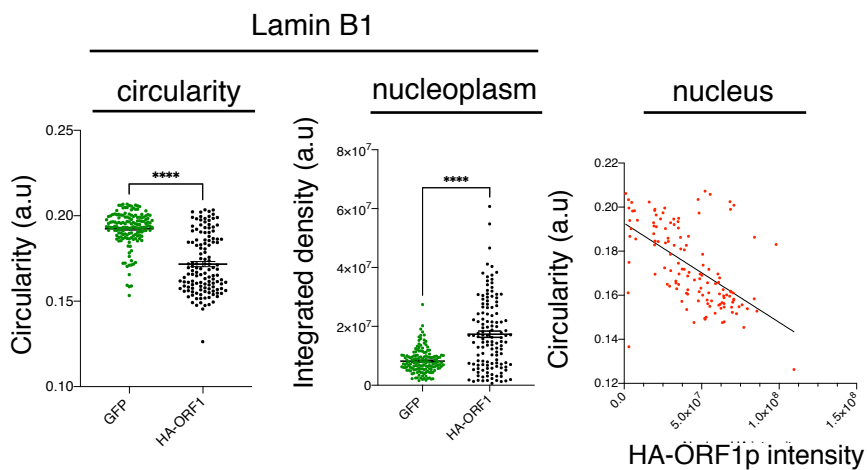 Lamin B1
circularity
Circularity (a.u)
0.25
0.20
0.15
0.10
****
GFP
HA-ORF1
nucleoplasm
Integrated density (a.u)
8×10⁷
6×10⁷
4×10⁷
2×10⁷
0
****
GFP
HA-ORF1
nucleus
Circularity (a.u)
0.22
0.20
0.18
0.16
0.14
0.12
0.0
5.0×10⁷
1.0×10⁸
1.5×10⁸
HA-ORF1p intensity